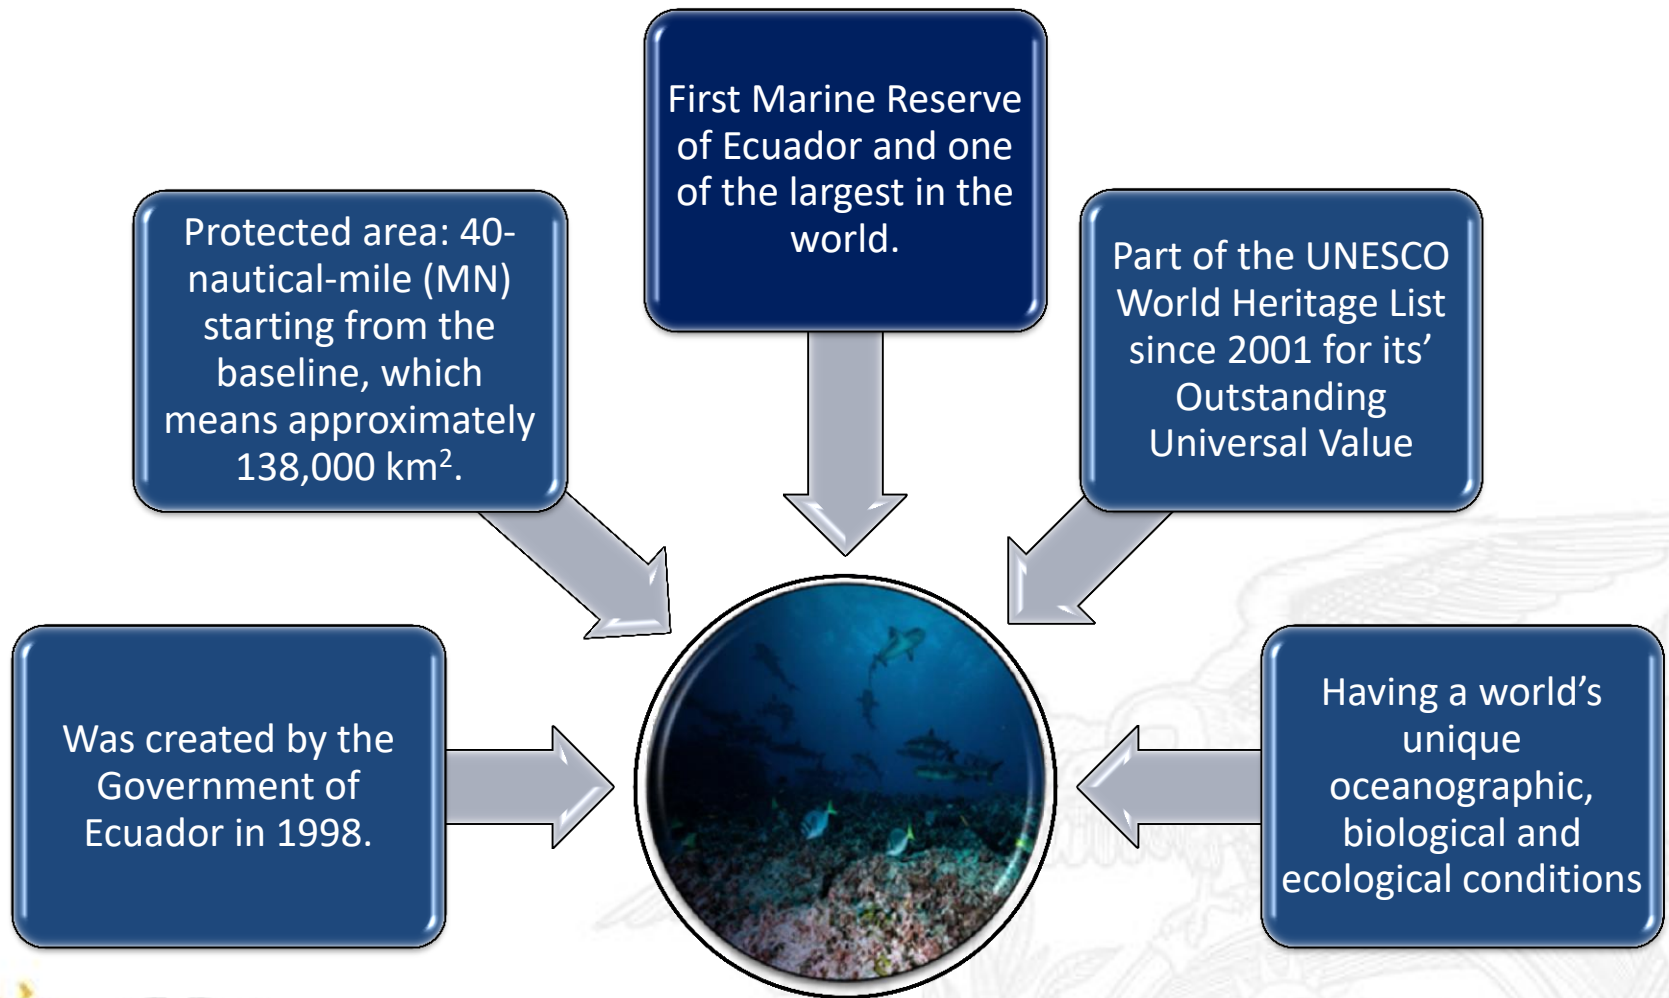 Was created by the
Government of
Ecuador in 1998.
Protected area: 40-
nautical-mile (MN)
starting from the
baseline, which
means approximately
138,000 km².
First Marine Reserve
of Ecuador and one
of the largest in the
world.
Part of the UNESCO
World Heritage List
since 2001 for its’
Outstanding
Universal Value
Having a world’s
unique
oceanographic,
biological and
ecological conditions